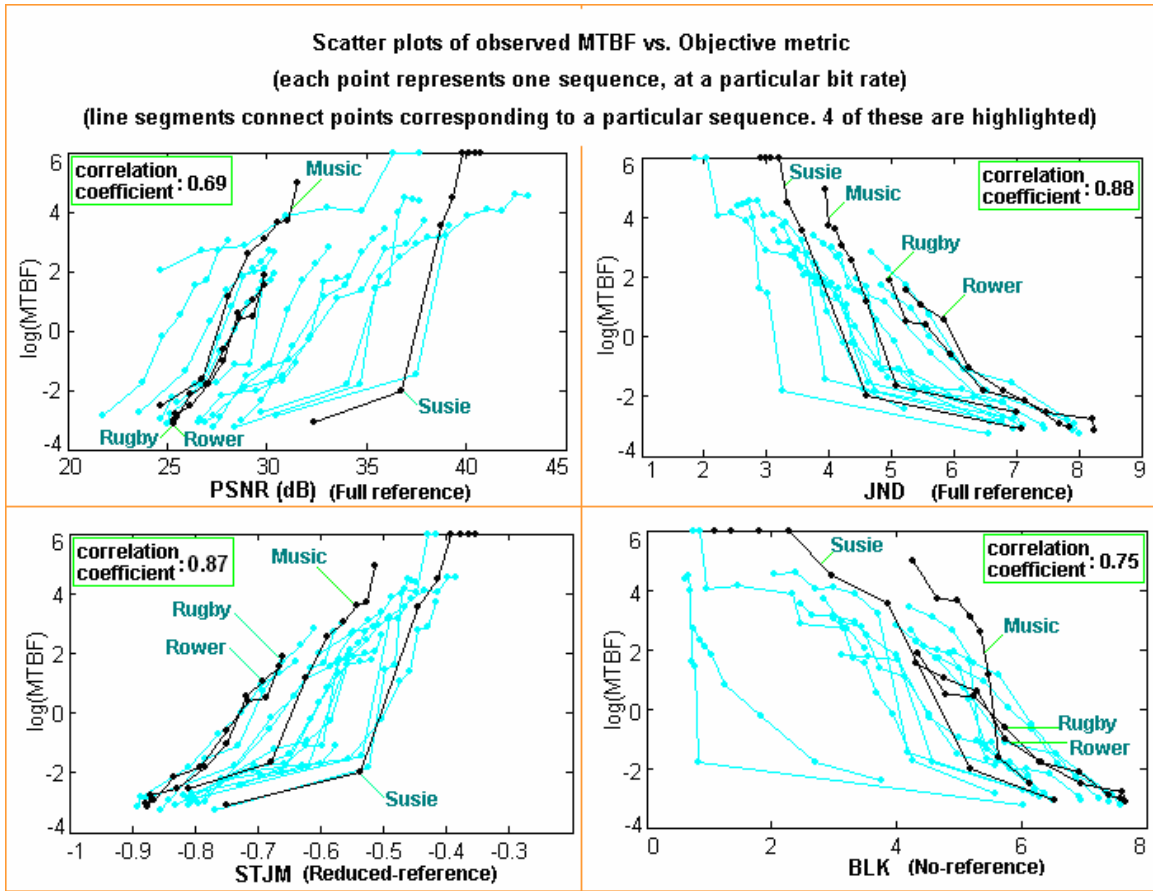 Scatter plots of observed MTBF vs. Objective metric
(each point represents one sequence, at a particular bit rate)
(line segments connect points corresponding to a particular sequence. 4 of these are highlighted)
correlation coefficient : 0.69
Music
Susie
Rugby
Rower
log(MTBF)
6
4
2
0
-2
-4
20 25 30 35 40 45
PSNR (dB) (Full reference)
correlation coefficient : 0.88
Susie
Music
Rugby
Rower
log(MTBF)
6
4
2
0
-2
-4
1 2 3 4 5 6 7 8 9
JND (Full reference)
correlation coefficient : 0.87
Music
Rugby
Rower
Susie
log(MTBF)
6
4
2
0
-2
-4
-1 -0.9 -0.8 -0.7 -0.6 -0.5 -0.4 -0.3
STJM (Reduced-reference)
correlation coefficient : 0.75
Susie
Music
Rugby
Rower
log(MTBF)
6
4
2
0
-2
-4
0 2 4 6 8
BLK (No-reference)